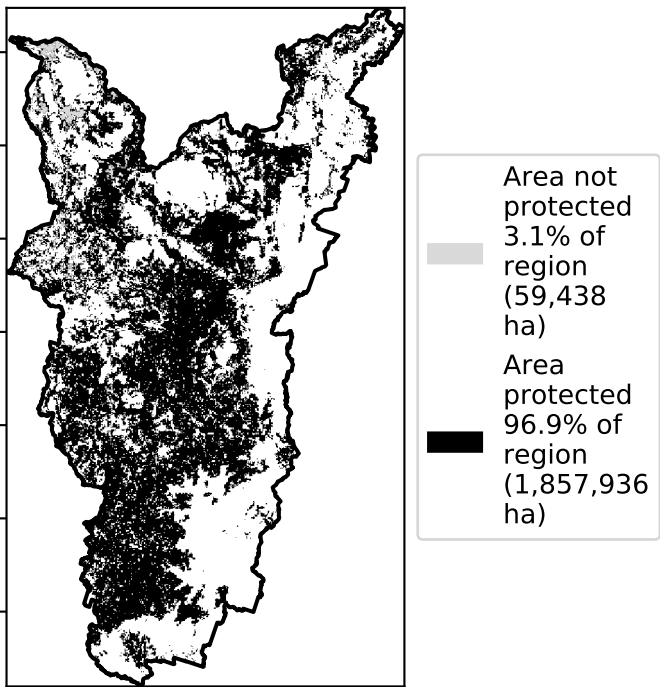 Area not
protected
3.1% of
region
(59,438
ha)
Area
protected
96.9% of
region
(1,857,936
ha)